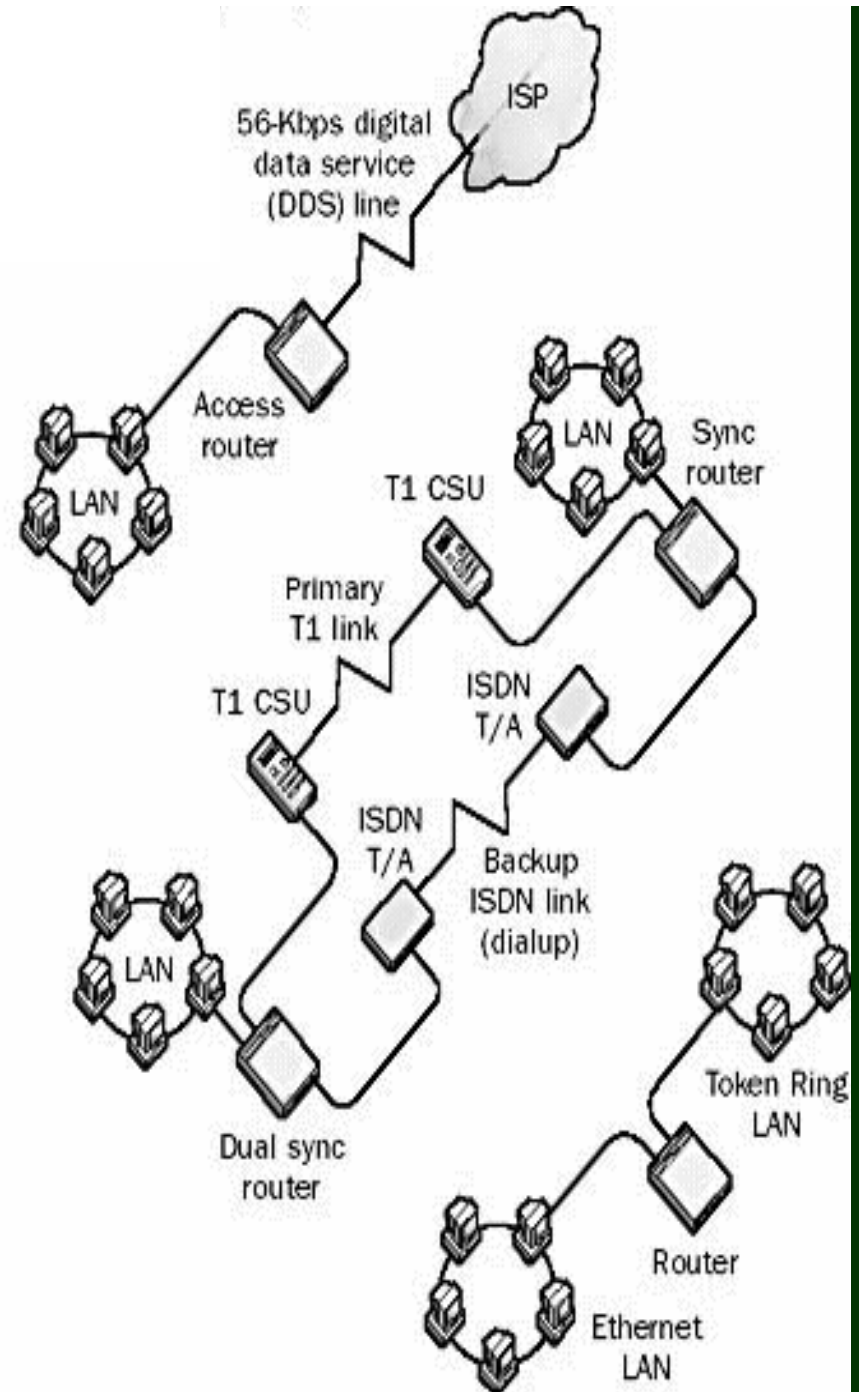 ISP
56-Kbps digital
data service
(DDS) line
Access
router
LAN
LAN
Sync
router
T1 CSU
Primary
T1 link
T1 CSU
ISDN
T/A
ISDN
T/A
Backup
ISDN link
(dialup)
LAN
Dual sync
router
Token Ring
LAN
Router
Ethernet
LAN